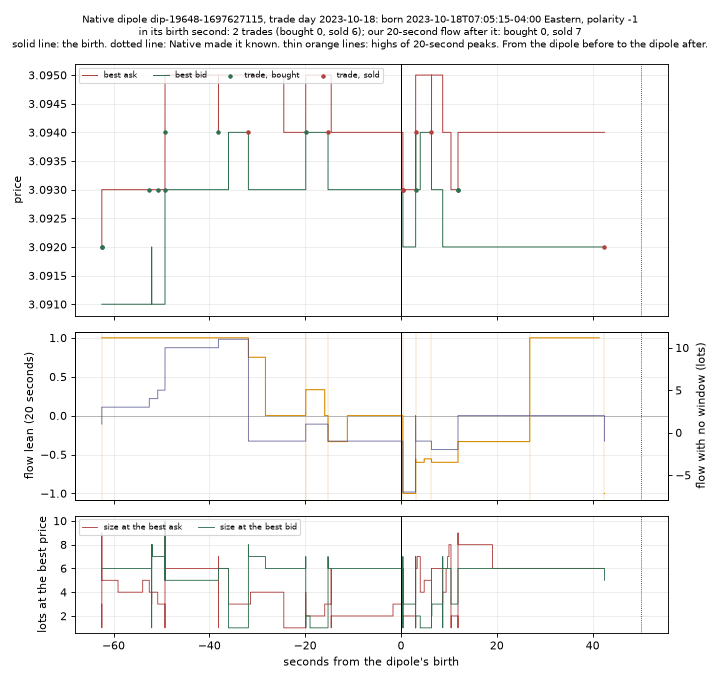 Native dipole dip-19648-1697627115, trade day 2023-10-18: born 2023-10-18T07:05:15-04:00 Eastern, polarity -1
in its birth second: 2 trades (bought 0, sold 6); our 20-second flow after it: bought 0, sold 7
solid line: the birth. dotted line: Native made it known. thin orange lines: highs of 20-second peaks. From the dipole before to the dipole after.
best ask
best bid
trade, bought
trade, sold
3.0950
3.0945
3.0940
3.0935
3.0930
3.0925
3.0920
3.0915
3.0910
price
1.0
0.5
0.0
−0.5
−1.0
flow lean (20 seconds)
10
5
0
−5
flow with no window (lots)
size at the best ask
size at the best bid
10
8
6
4
2
lots at the best price
−60
−40
−20
0
20
40
seconds from the dipole's birth